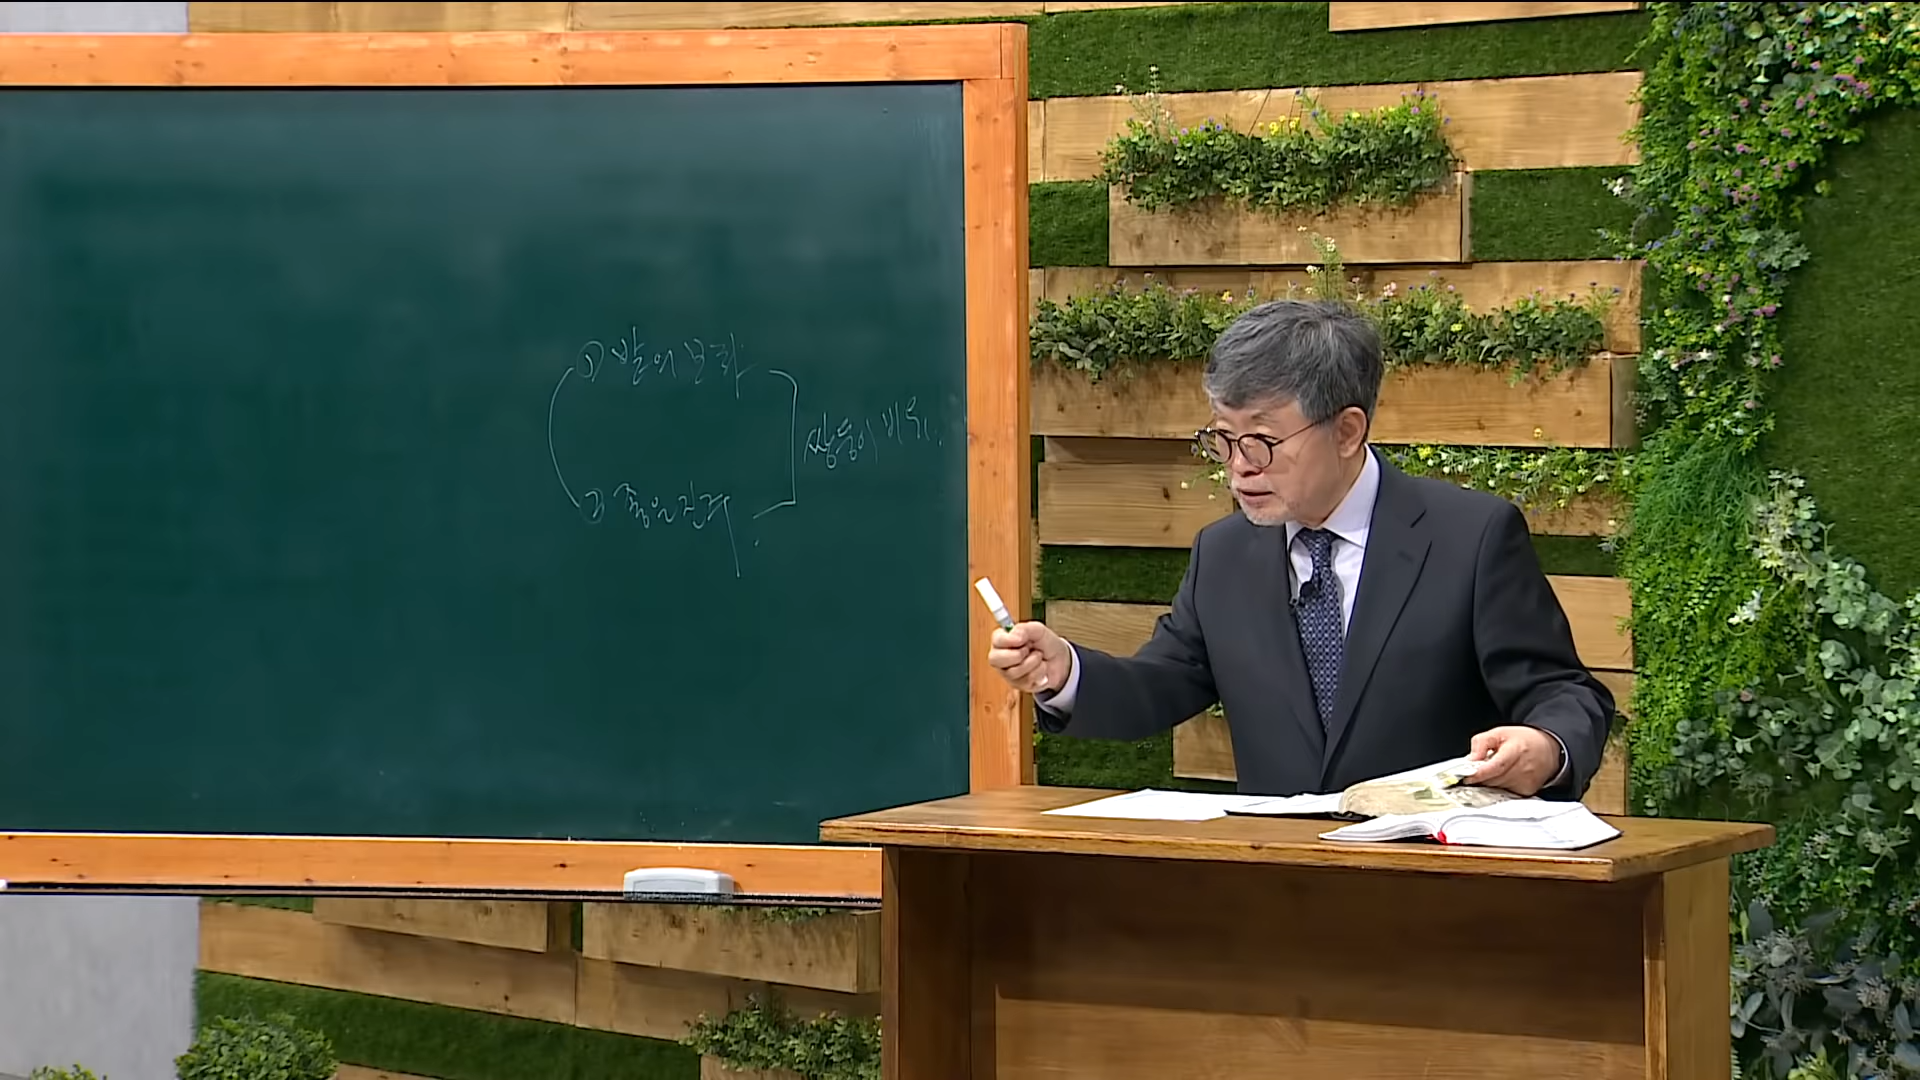 ① 밭의 보화
② 좋은 진주
쌍둥이 비유